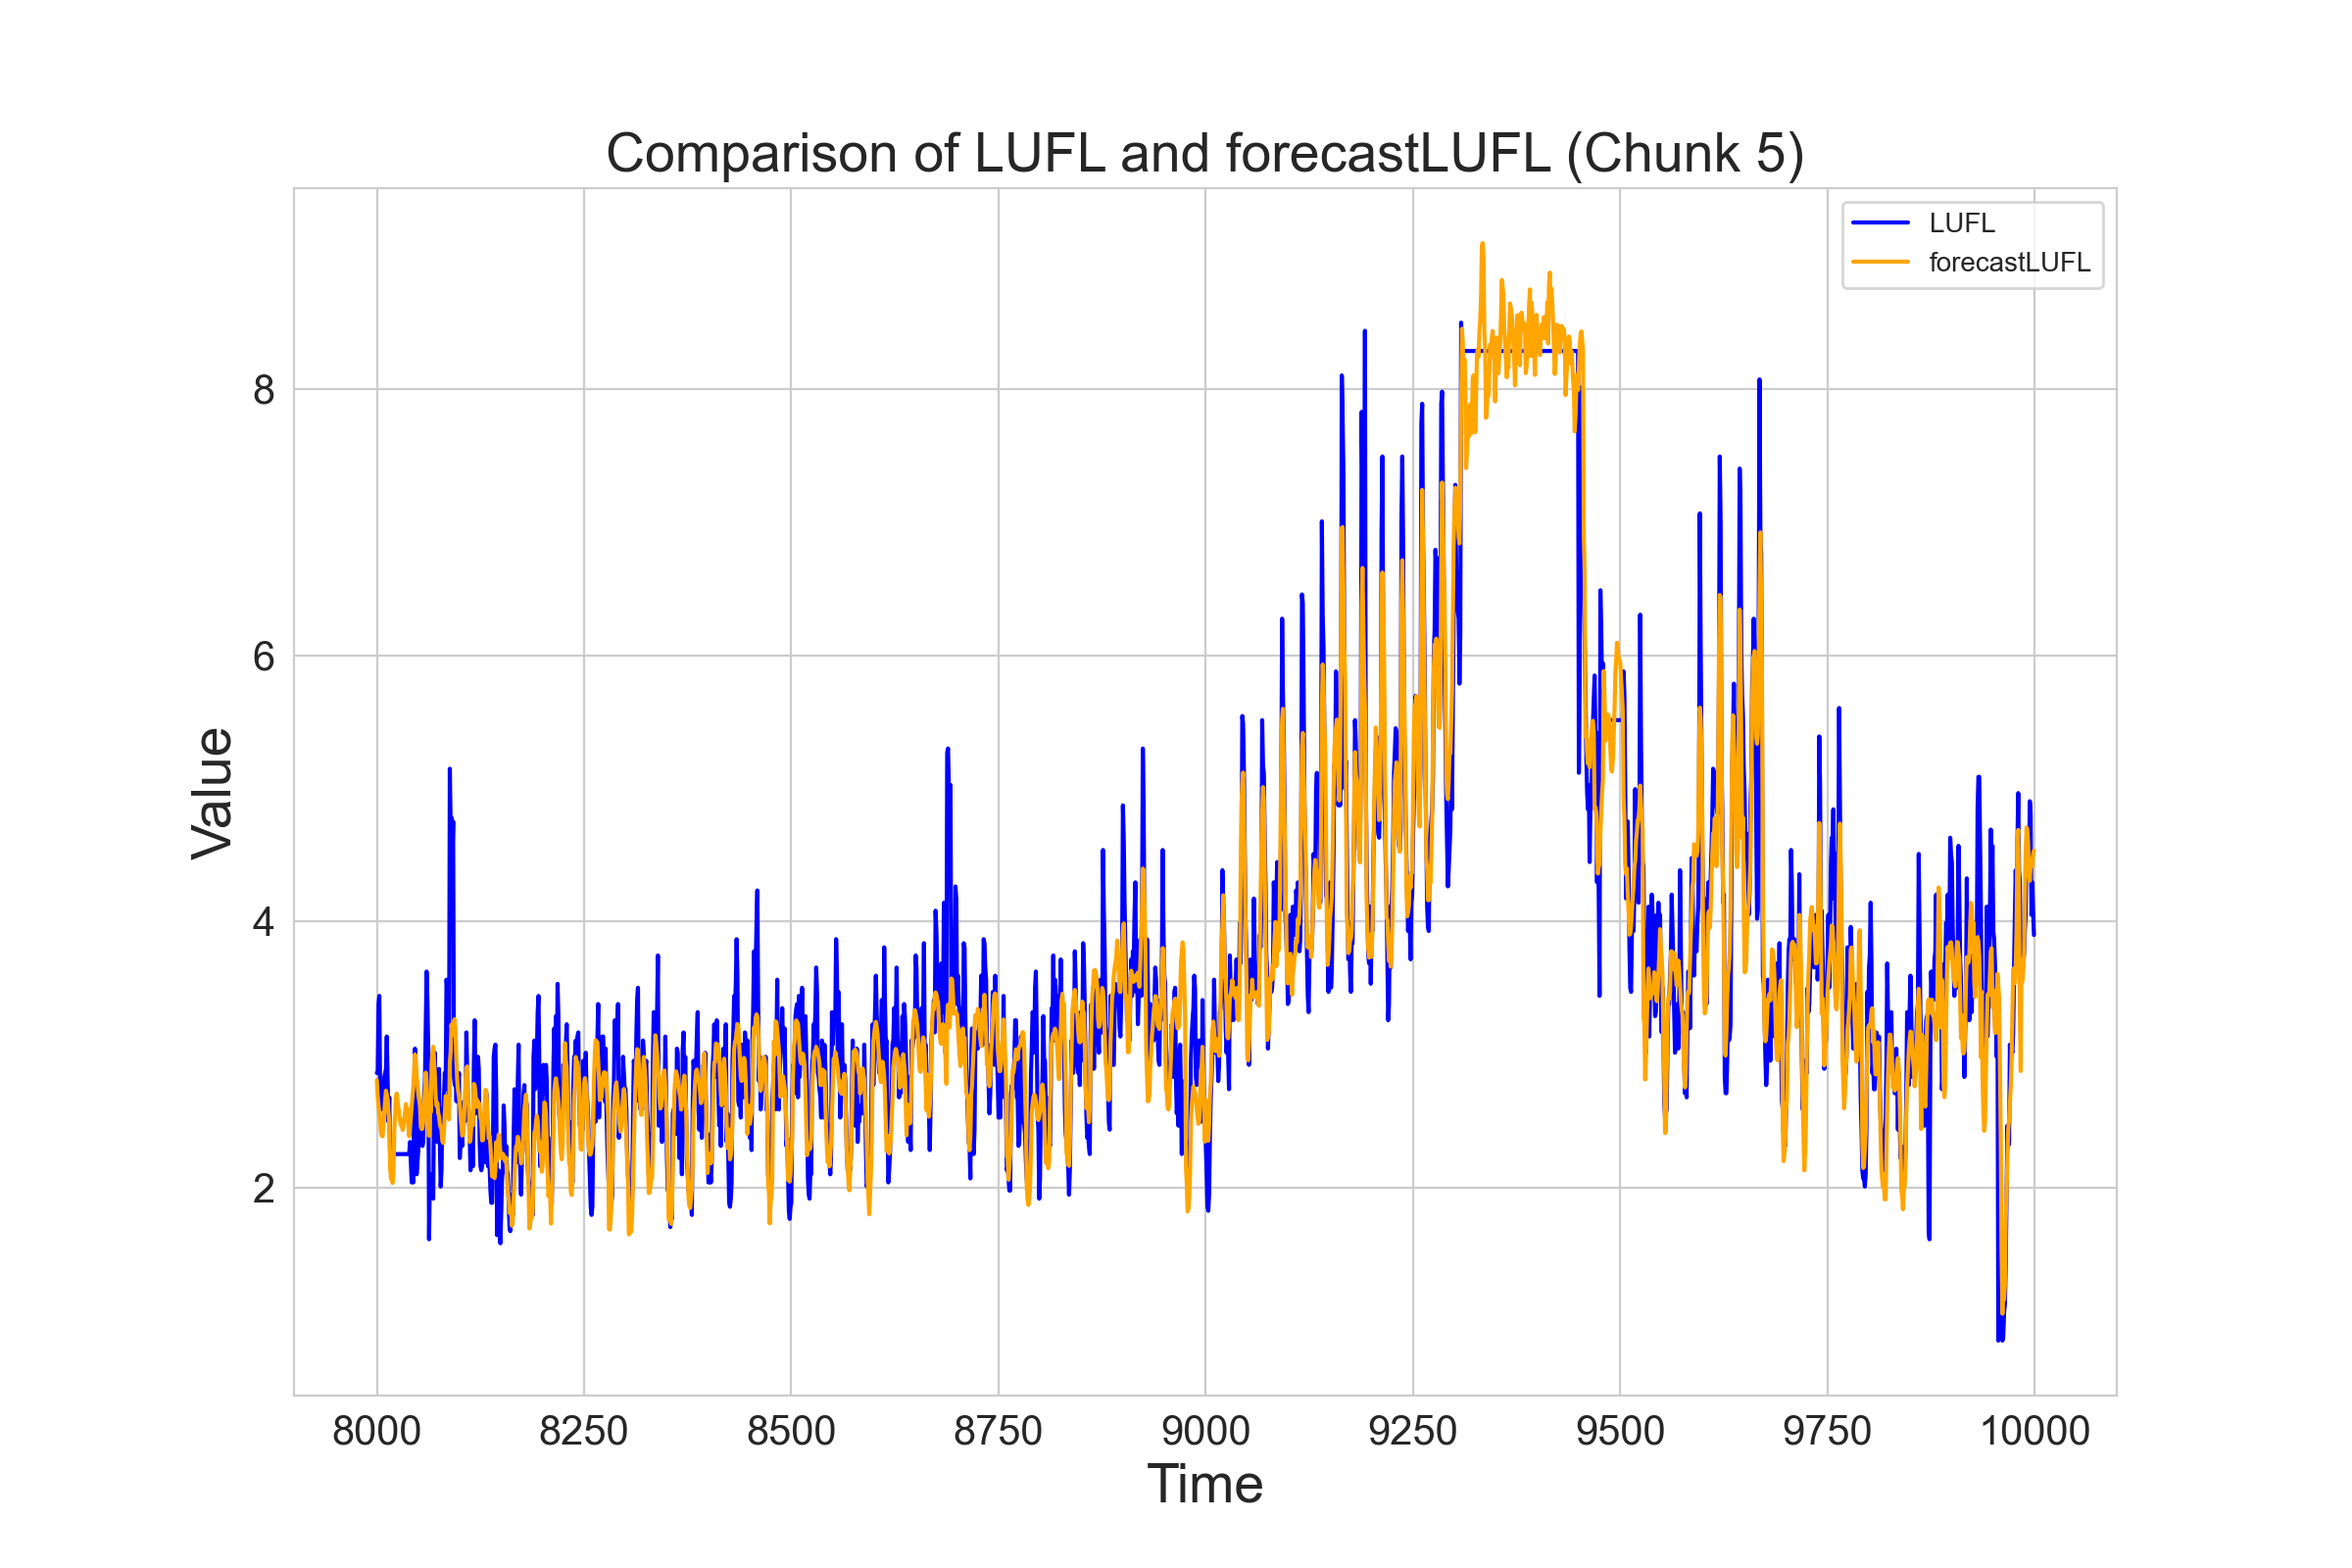 Comparison of LUFL and forecastLUFL (Chunk 5)
LUFL
forecastLUFL
8
6
4
2
Value
8000 8250 8500 8750 9000 9250 9500 9750 10000
Time